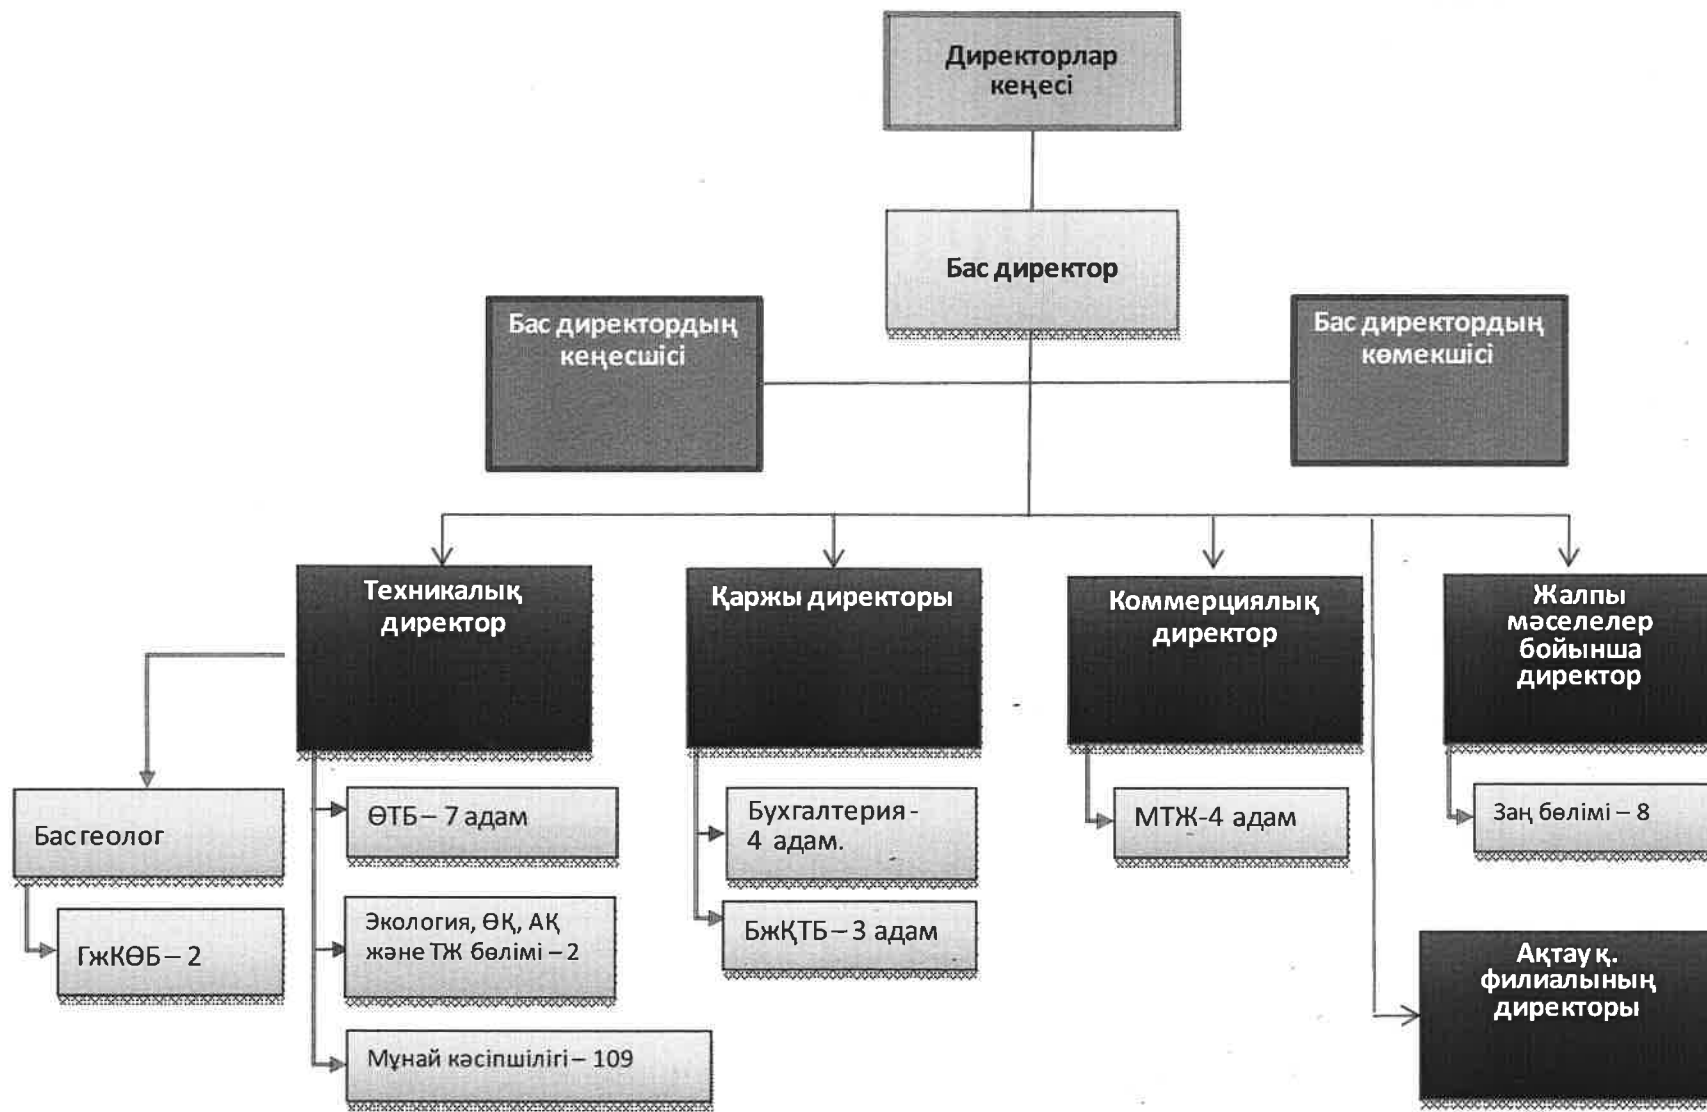 Директорлар
кеңесі
Бас директор
Бас директордың
кеңесшісі
Бас директордың
көмекшісі
Техникалық
директор
Қаржы директоры
Коммерциялық
директор
Жалпы
мәселелер
бойынша
директор
Бас геолог
ӨТБ – 7 адам
Бухгалтерия -
4 адам.
МТЖ-4 адам
Заң бөлімі – 8
ГжКӨБ – 2
Экология, ӨҚ, АҚ
және ТЖ бөлімі – 2
БжҚТБ – 3 адам
Ақтау қ.
филиалының
директоры
Мұнай кәсіпшілігі – 109